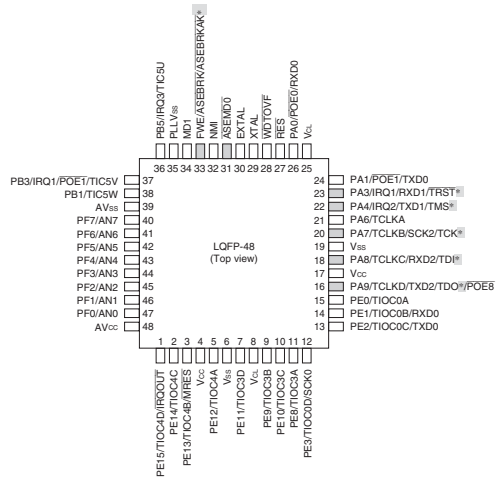 PB5/IRQ3/TIC5U
PLLVss
MD1
FWE/ASEBRK/ASEBRKAK*
NMI
ASEMD0
EXTAL
XTAL
WDTOVF
RES
PA0/POE0/RXD0
VCL
36 35 34 33 32 31 30 29 28 27 26 25
PB3/IRQ1/POE1/TIC5V 37
PB1/TIC5W 38
AVss 39
PF7/AN7 40
PF6/AN6 41
PF5/AN5 42
PF4/AN4 43
PF3/AN3 44
PF2/AN2 45
PF1/AN1 46
PF0/AN0 47
AVcc 48
LQFP-48
(Top view)
24 PA1/POE1/TXD0
23 PA3/IRQ1/RXD1/TRST*
22 PA4/IRQ2/TXD1/TMS*
21 PA6/TCLKA
20 PA7/TCLKB/SCK2/TCK*
19 Vss
18 PA8/TCLKC/RXD2/TDI*
17 Vcc
16 PA9/TCLKD/TXD2/TDO*/POE8
15 PE0/TIOC0A
14 PE1/TIOC0B/RXD0
13 PE2/TIOC0C/TXD0
1 2 3 4 5 6 7 8 9 10 11 12
PE15/TIOC4D/IRQOUT
PE14/TIOC4C
PE13/TIOC4B/MRES
Vcc
PE12/TIOC4A
Vss
PE11/TIOC3D
VCL
PE9/TIOC3B
PE10/TIOC3C
PE8/TIOC3A
PE3/TIOC0D/SCK0